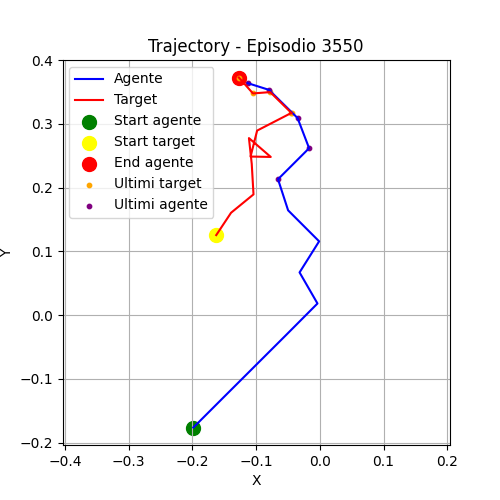 Trajectory - Episodio 3550
Agente
Target
Start agente
Start target
End agente
Ultimi target
Ultimi agente
Y
0.4
0.3
0.2
0.1
0.0
−0.1
−0.2
−0.4
−0.3
−0.2
−0.1
0.0
0.1
0.2
X